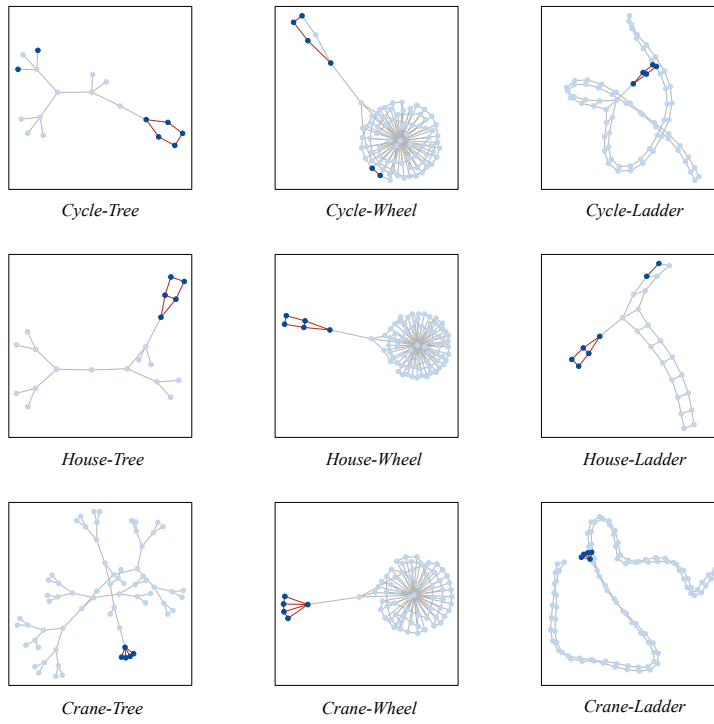 Cycle-Tree
Cycle-Wheel
Cycle-Ladder
House-Tree
House-Wheel
House-Ladder
Crane-Tree
Crane-Wheel
Crane-Ladder